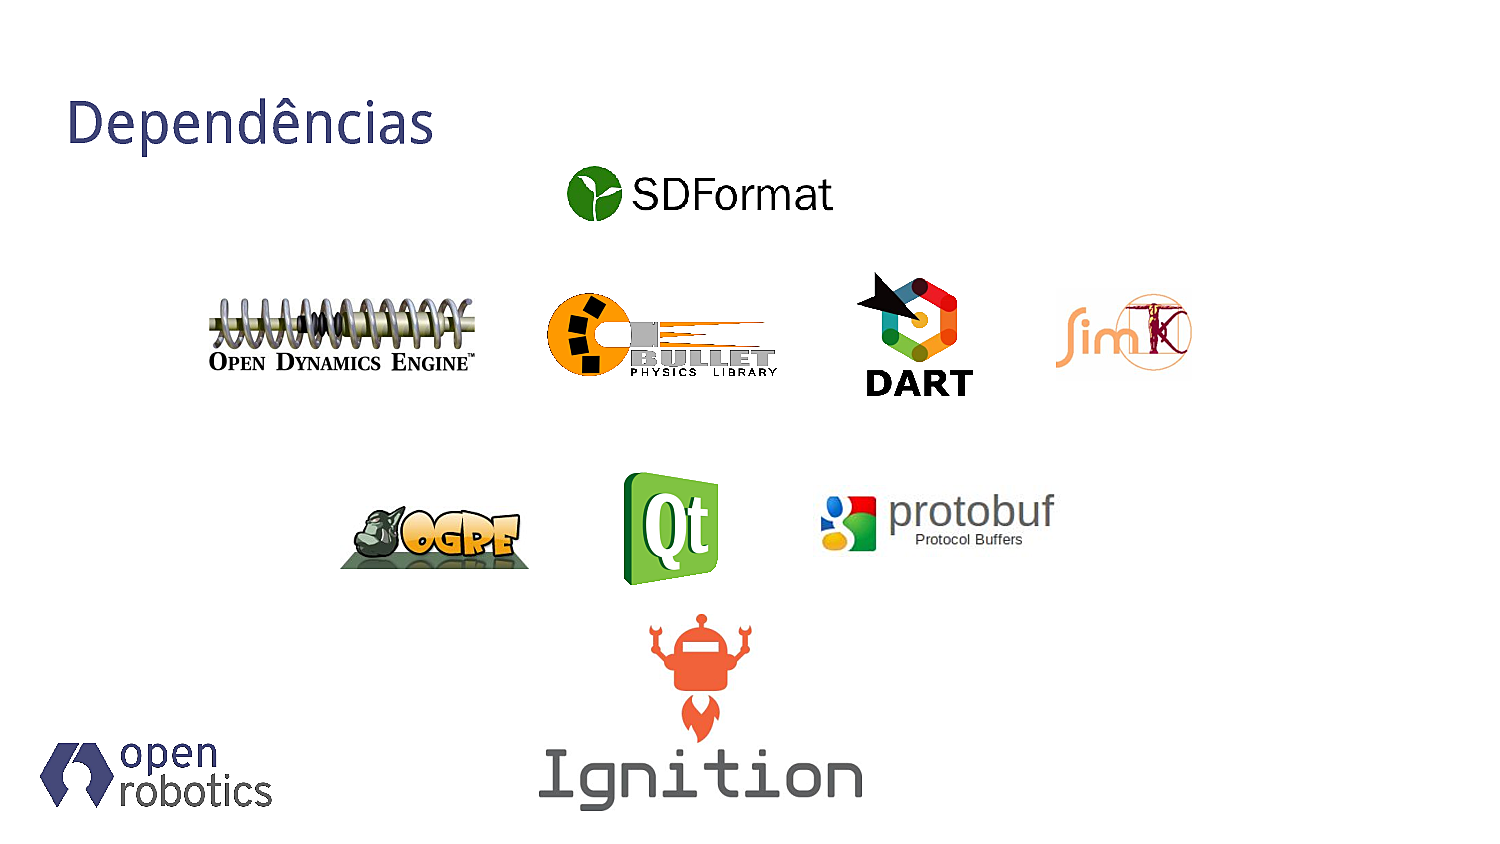 Dependências
SDFormat
OPEN DYNAMICS ENGINE™
BULLET
PHYSICS LIBRARY
DART
SimTK
OGRE
Qt
protobuf
Protocol Buffers
Ignition
open
robotics